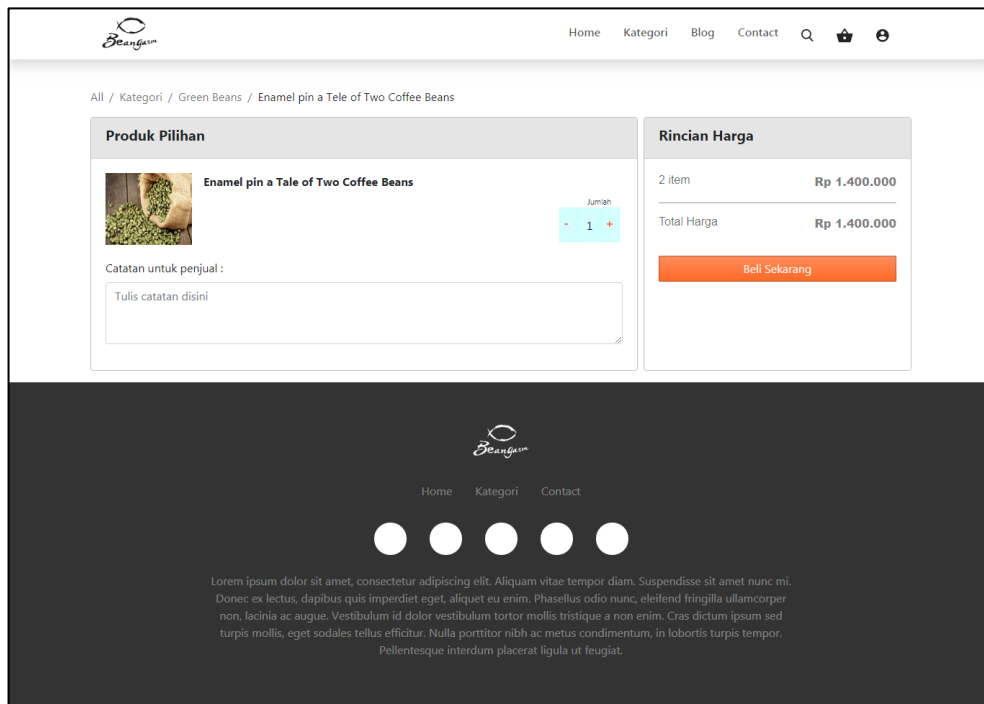 Beangasm
Home Kategori Blog Contact
All / Kategori / Green Beans / Enamel pin a Tele of Two Coffee Beans
Produk Pilihan
Enamel pin a Tale of Two Coffee Beans
Jumlah
- 1 +
Catatan untuk penjual :
Tulis catatan disini
Rincian Harga
2 item Rp 1.400.000
Total Harga Rp 1.400.000
Beli Sekarang
Beangasm
Home Kategori Contact
Lorem ipsum dolor sit amet, consectetur adipiscing elit. Aliquam vitae tempor diam. Suspendisse sit amet nunc mi.
Donec ex lectus, dapibus quis imperdiet eget, aliquet eu enim. Phasellus odio nunc, eleifend fringilla ullamcorper
non, lacinia ac augue. Vestibulum id dolor vestibulum tortor mollis tristique a non enim. Cras dictum ipsum sed
turpis mollis, eget sodales tellus efficitur. Nulla porttitor nibh ac metus condimentum, in lobortis turpis tempor.
Pellentesque interdum placerat ligula ut feugiat.